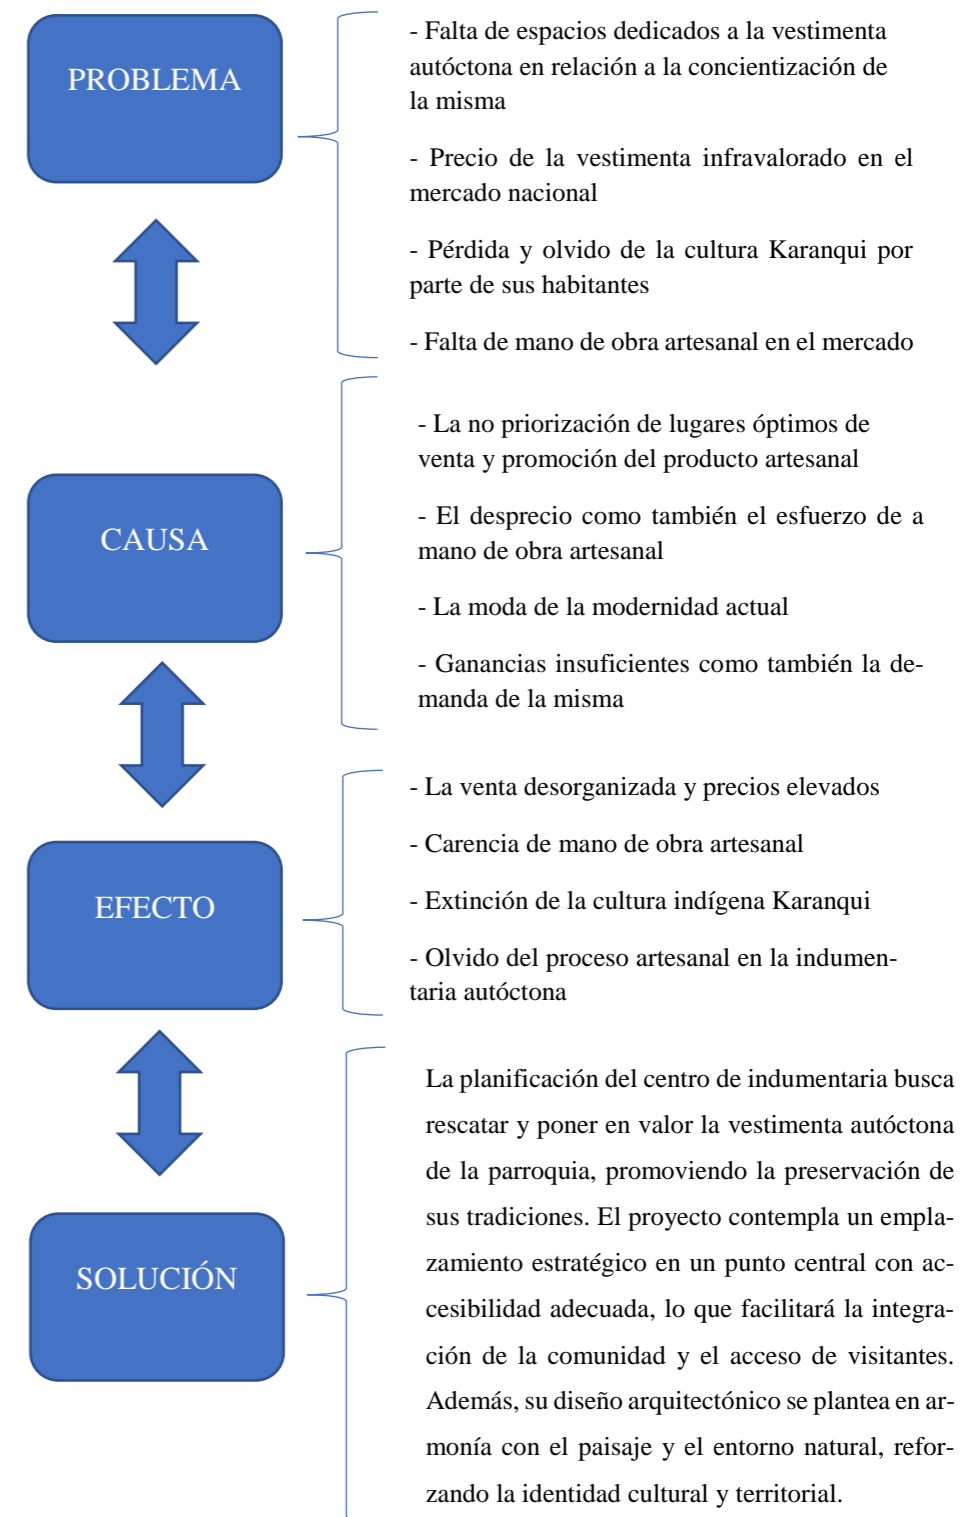 PROBLEMA
- Falta de espacios dedicados a la vestimenta
autóctona en relación a la concientización de
la misma
- Precio de la vestimenta infravalorado en el
mercado nacional
- Pérdida y olvido de la cultura Karanqui por
parte de sus habitantes
- Falta de mano de obra artesanal en el mercado
CAUSA
- La no priorización de lugares óptimos de
venta y promoción del producto artesanal
- El desprecio como también el esfuerzo de a
mano de obra artesanal
- La moda de la modernidad actual
- Ganancias insuficientes como también la de-
manda de la misma
EFECTO
- La venta desorganizada y precios elevados
- Carencia de mano de obra artesanal
- Extinción de la cultura indígena Karanqui
- Olvido del proceso artesanal en la indumen-
taria autóctona
SOLUCIÓN
La planificación del centro de indumentaria busca
rescatar y poner en valor la vestimenta autóctona
de la parroquia, promoviendo la preservación de
sus tradiciones. El proyecto contempla un empla-
zamiento estratégico en un punto central con ac-
cesibilidad adecuada, lo que facilitará la integra-
ción de la comunidad y el acceso de visitantes.
Además, su diseño arquitectónico se plantea en ar-
monía con el paisaje y el entorno natural, refor-
zando la identidad cultural y territorial.